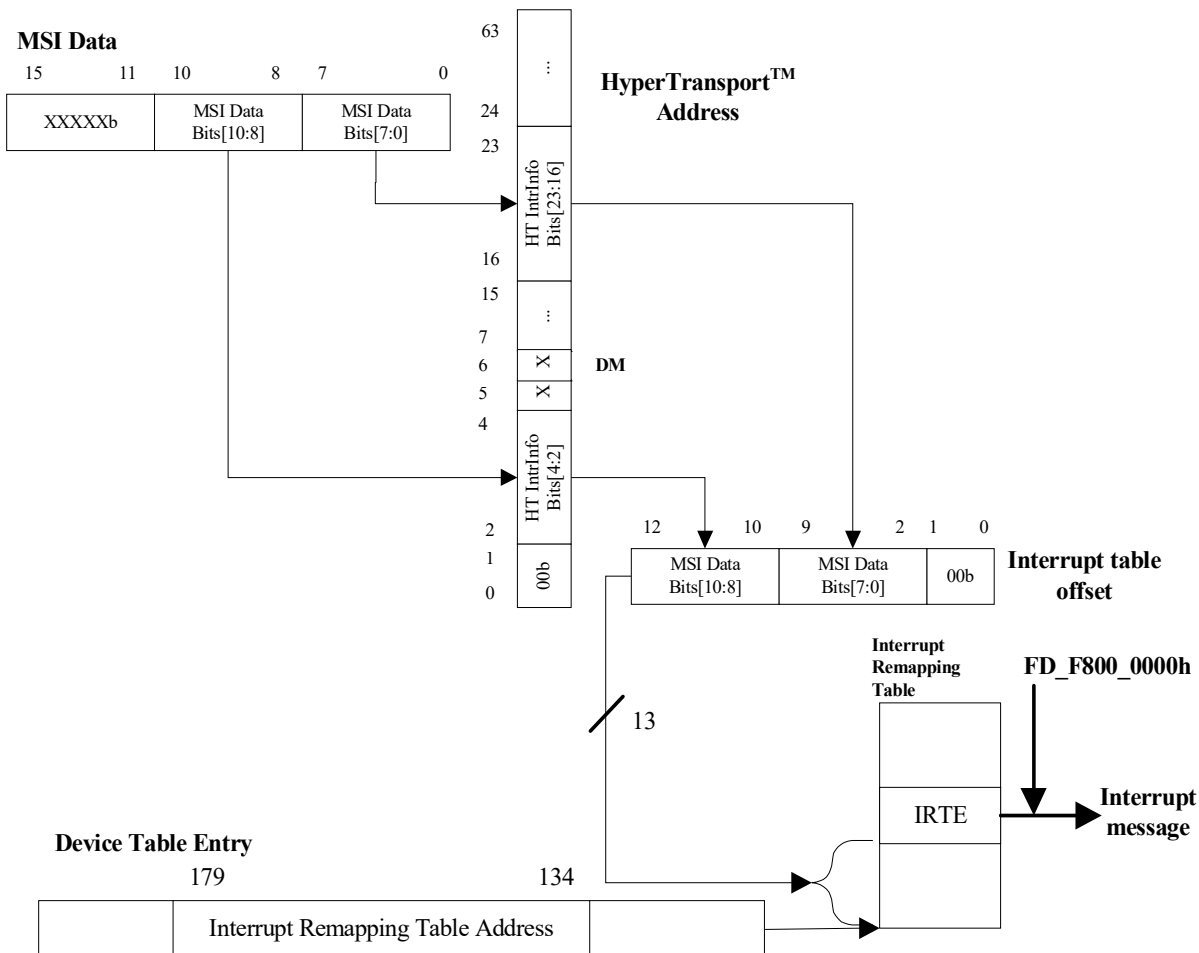 MSI Data
15 11 10 8 7 0
XXXXXb
MSI Data
Bits[10:8]
MSI Data
Bits[7:0]
63
...
24
HyperTransport™
Address
23
HT IntrInfo
Bits[23:16]
16
15
...
7
6
X
DM
5
X
4
HT IntrInfo
Bits[4:2]
2
1
00b
0
12 10 9 2 1 0
MSI Data
Bits[10:8]
MSI Data
Bits[7:0]
00b
Interrupt table
offset
13
Interrupt
Remapping
Table
FD_F800_0000h
IRTE
Interrupt
message
Device Table Entry
179 134
Interrupt Remapping Table Address